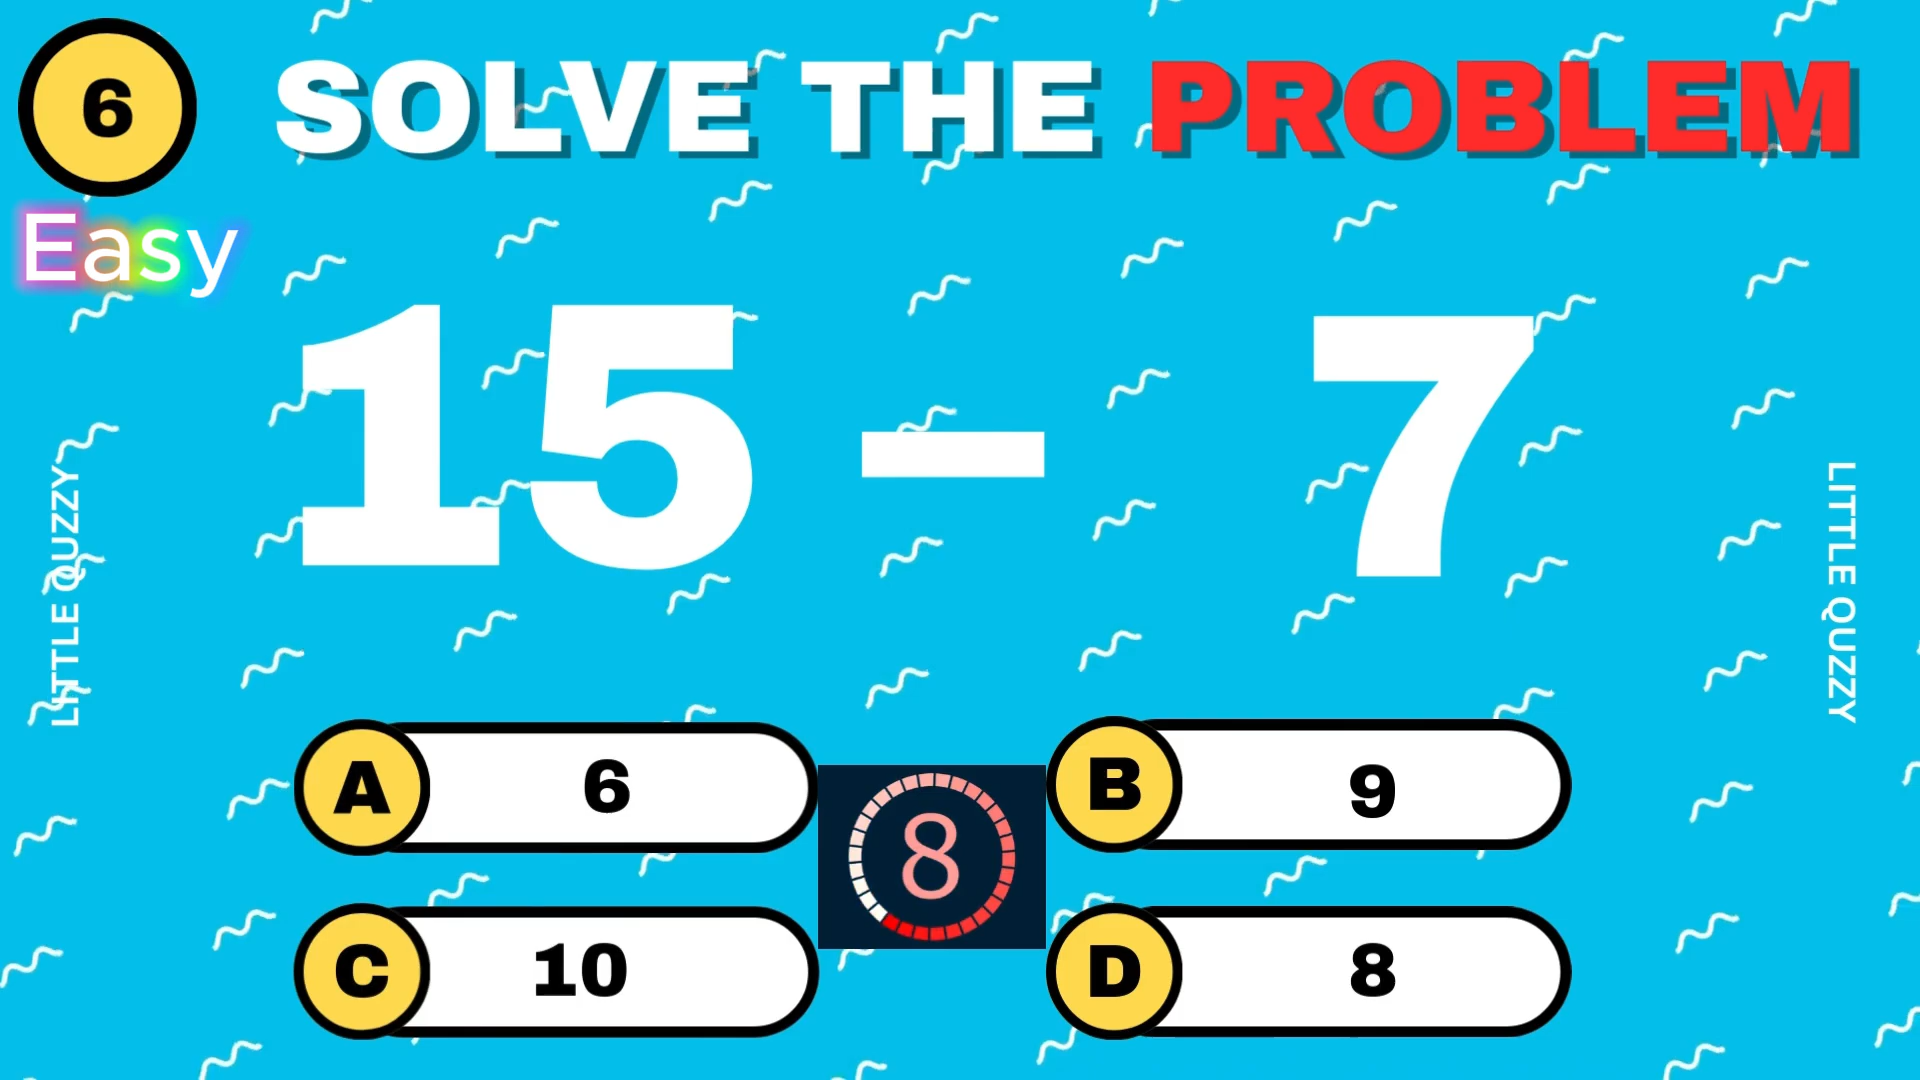 6
SOLVE THE PROBLEM
Easy
15 – 7
LITTLE QUZZY
LITTLE QUZZY
A 6
B 9
8
C 10
D 8